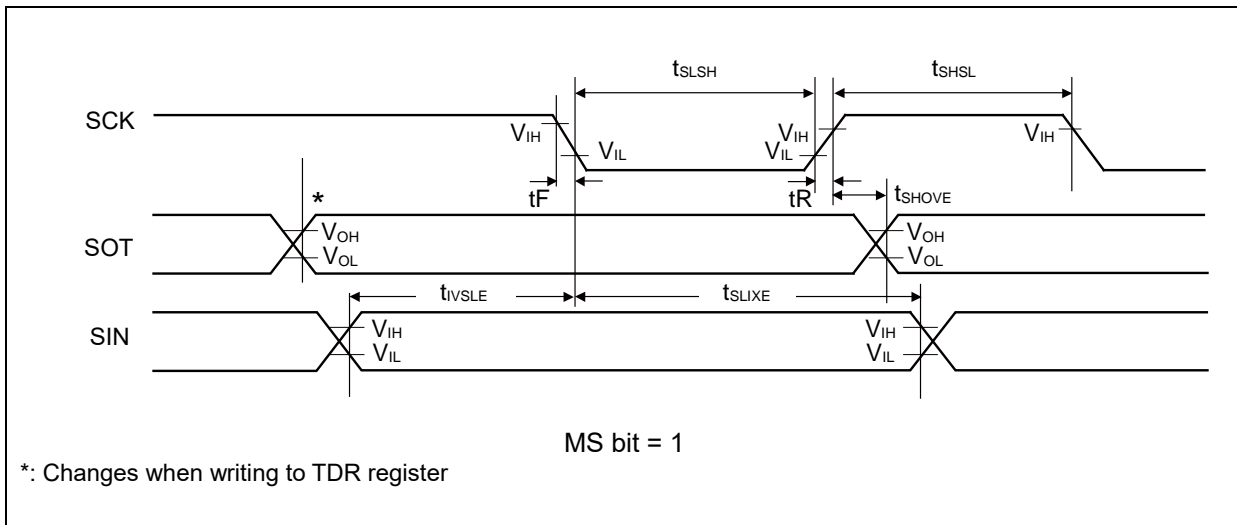 tSLSH tSHSL
SCK
VIH VIH VIH
VIL VIL
tF tR tSHOVE
*
VOH VOH
SOT
VOL VOL
tIVSLE tSLIXE
VIH VIH
SIN
VIL VIL
MS bit = 1
*: Changes when writing to TDR register